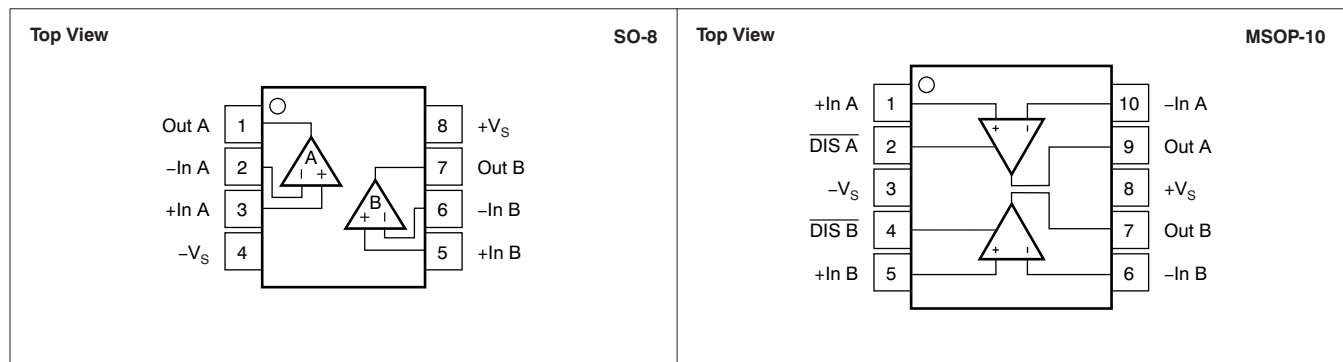 Top View SO-8
Out A 1 8 +VS
−In A 2 7 Out B
+In A 3 6 −In B
−VS 4 5 +In B
A
− +
B
+ −
Top View MSOP-10
+In A 1 10 −In A
DIS A 2 9 Out A
−VS 3 8 +VS
DIS B 4 7 Out B
+In B 5 6 −In B
+ −
+ −